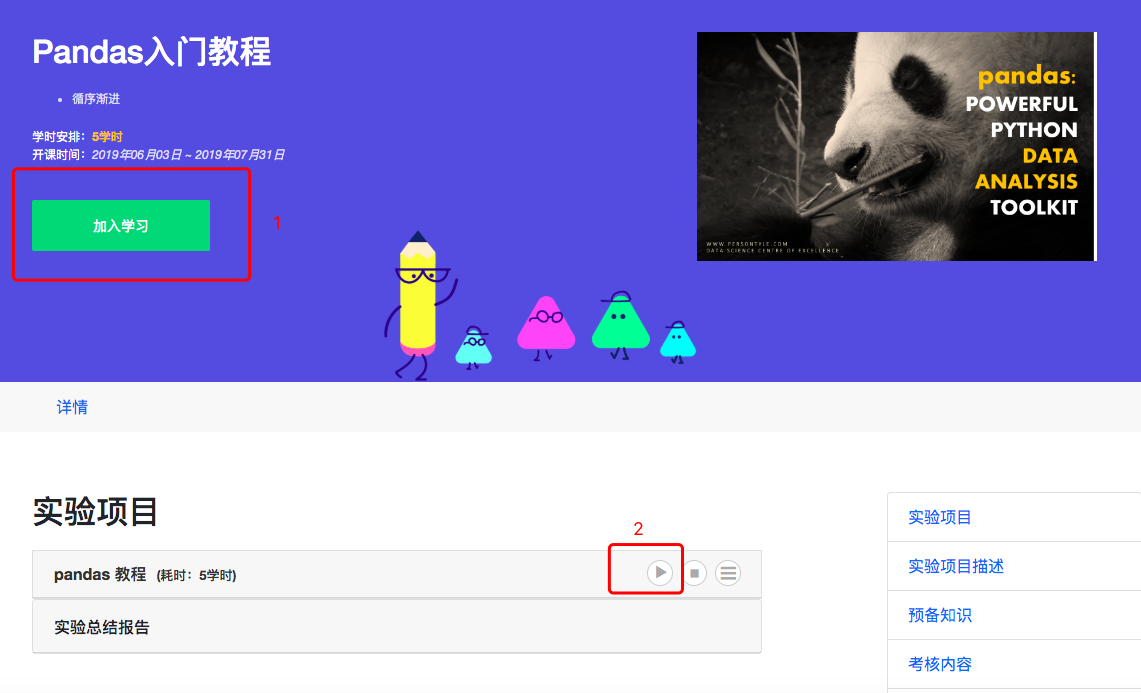 Pandas入门教程
循序渐进
学时安排：5学时
开课时间：2019年06月03日 ~ 2019年07月31日
加入学习
1
pandas:
POWERFUL
PYTHON
DATA
ANALYSIS
TOOLKIT
WWW.PERSONTYLE.COM
DATA SCIENCE CENTRE OF EXCELLENCE
详情
实验项目
2
pandas 教程 (耗时：5学时)
实验总结报告
实验项目
实验项目描述
预备知识
考核内容